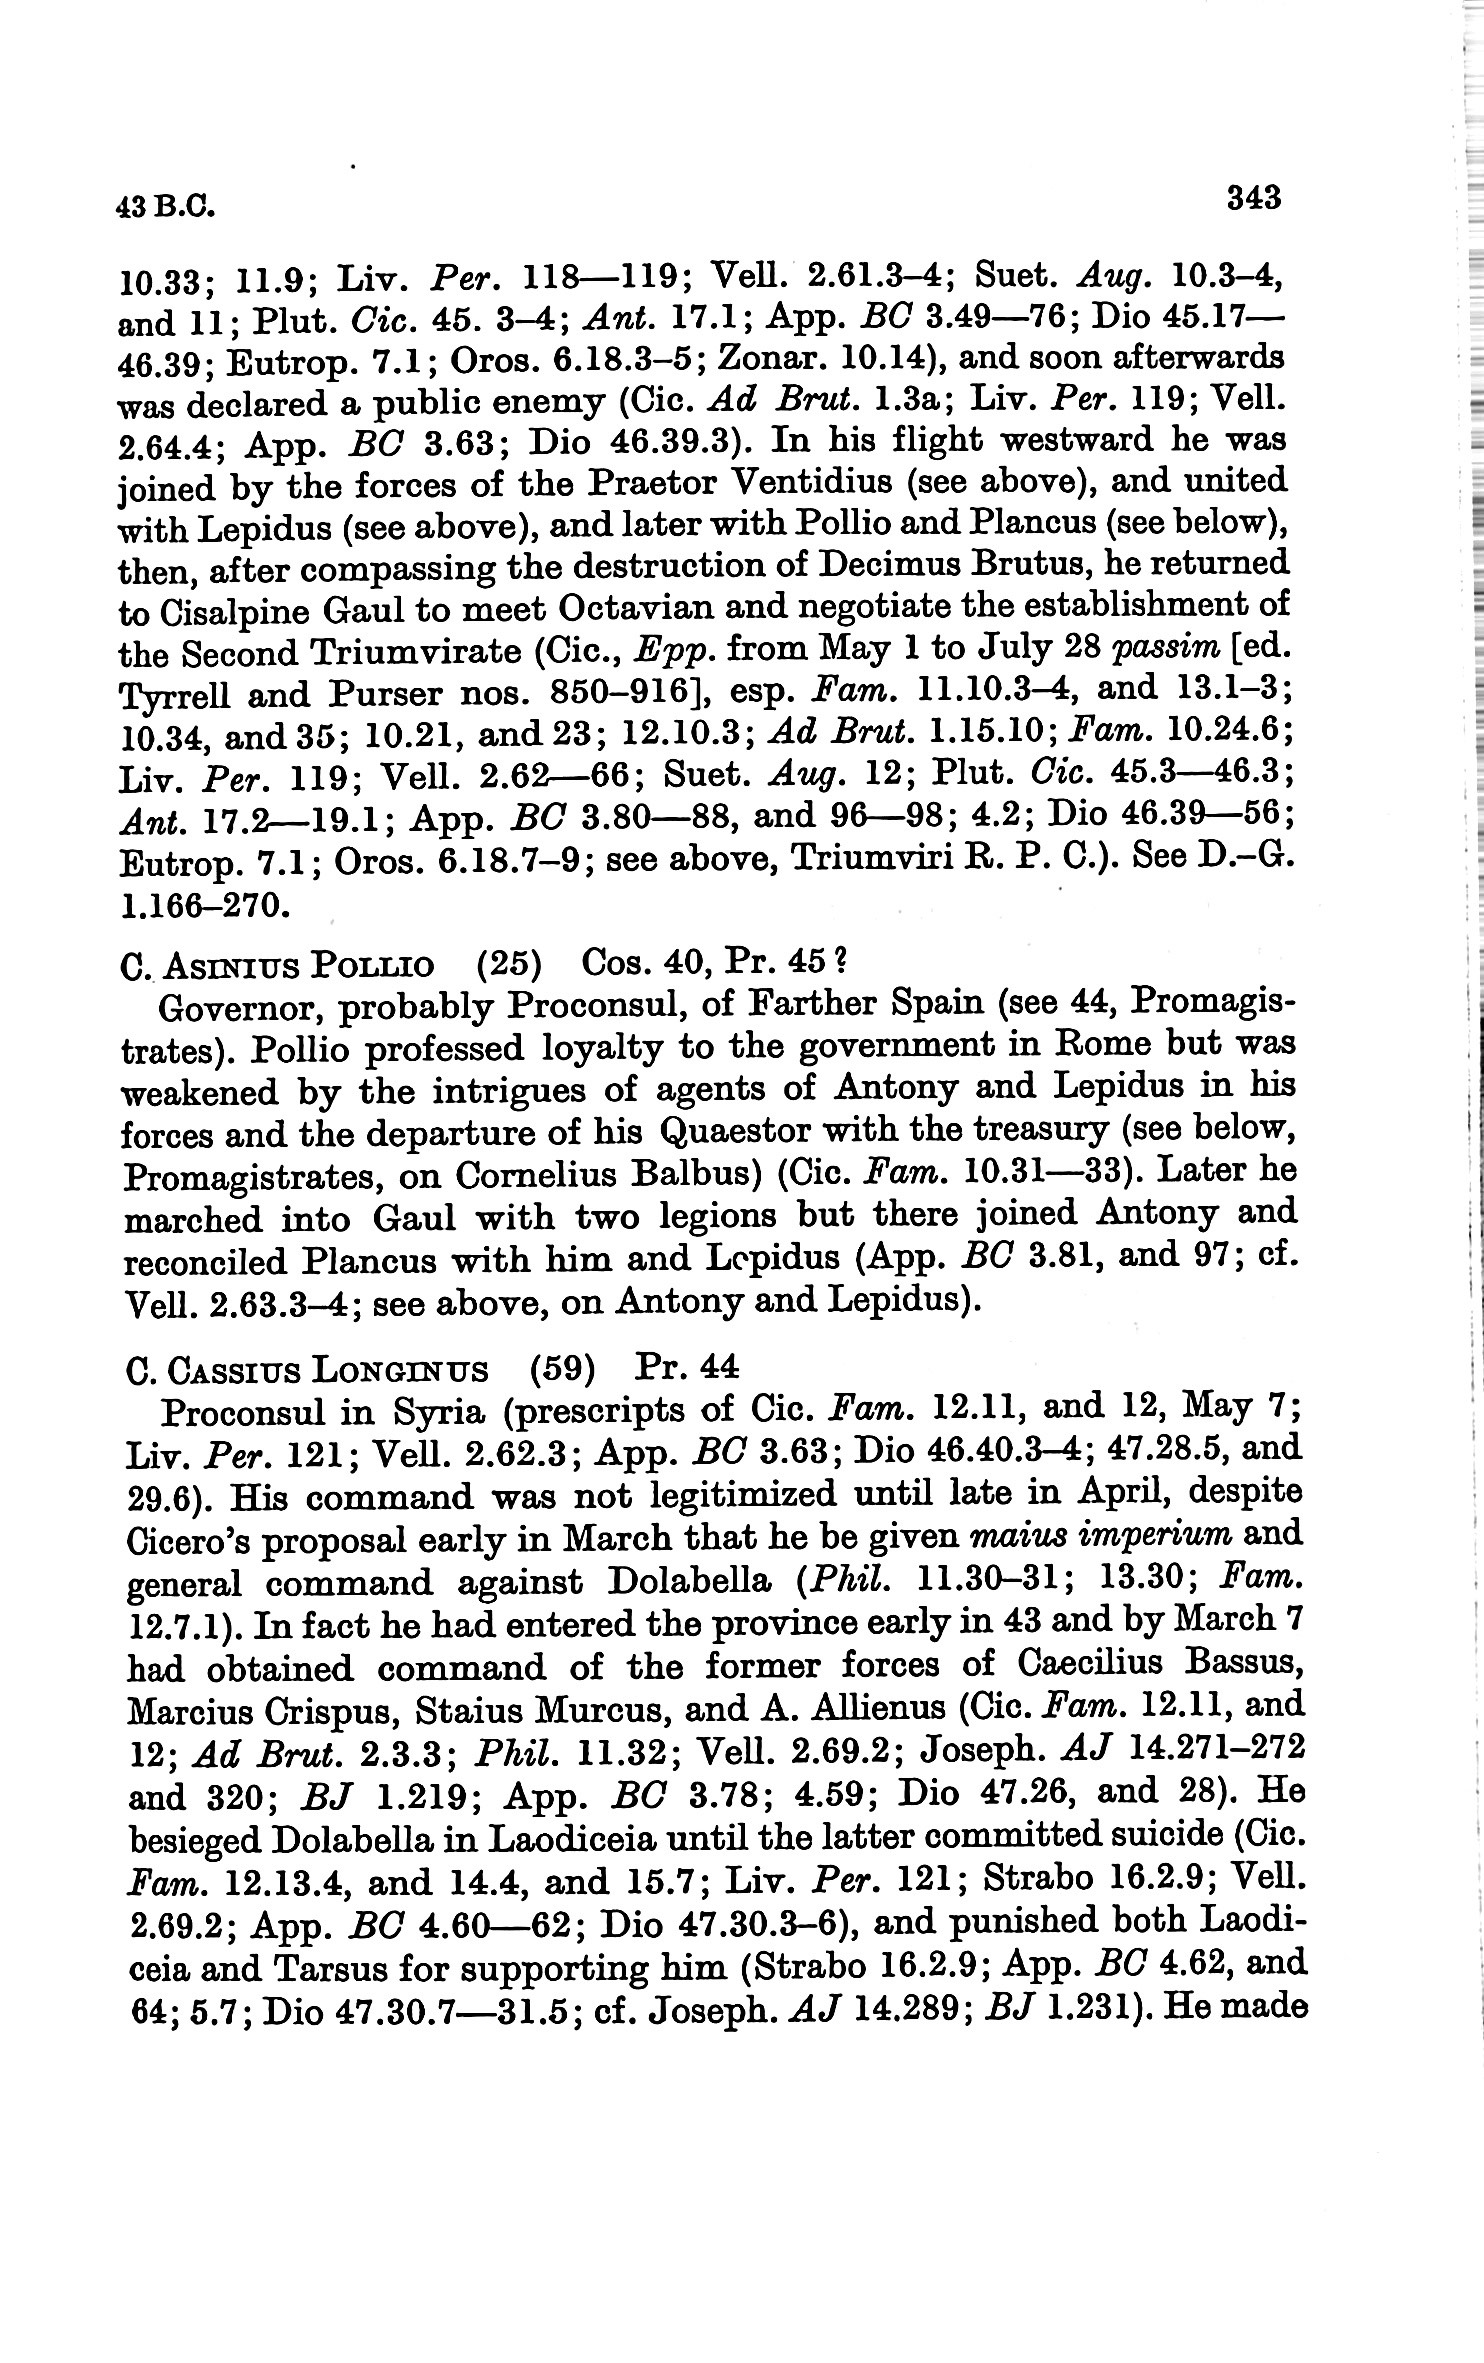 43 B.C. 343
10.33; 11.9; Liv. Per. 118—119; Vell. 2.61.3–4; Suet. Aug. 10.3–4,
and 11; Plut. Cic. 45. 3–4; Ant. 17.1; App. BC 3.49—76; Dio 45.17—
46.39; Eutrop. 7.1; Oros. 6.18.3–5; Zonar. 10.14), and soon afterwards
was declared a public enemy (Cic. Ad Brut. 1.3a; Liv. Per. 119; Vell.
2.64.4; App. BC 3.63; Dio 46.39.3). In his flight westward he was
joined by the forces of the Praetor Ventidius (see above), and united
with Lepidus (see above), and later with Pollio and Plancus (see below),
then, after compassing the destruction of Decimus Brutus, he returned
to Cisalpine Gaul to meet Octavian and negotiate the establishment of
the Second Triumvirate (Cic., Epp. from May 1 to July 28 passim [ed.
Tyrrell and Purser nos. 850–916], esp. Fam. 11.10.3–4, and 13.1–3;
10.34, and 35; 10.21, and 23; 12.10.3; Ad Brut. 1.15.10; Fam. 10.24.6;
Liv. Per. 119; Vell. 2.62—66; Suet. Aug. 12; Plut. Cic. 45.3—46.3;
Ant. 17.2—19.1; App. BC 3.80—88, and 96—98; 4.2; Dio 46.39—56;
Eutrop. 7.1; Oros. 6.18.7–9; see above, Triumviri R. P. C.). See D.–G.
1.166–270.
C. Asinius Pollio (25) Cos. 40, Pr. 45?
Governor, probably Proconsul, of Farther Spain (see 44, Promagis-
trates). Pollio professed loyalty to the government in Rome but was
weakened by the intrigues of agents of Antony and Lepidus in his
forces and the departure of his Quaestor with the treasury (see below,
Promagistrates, on Cornelius Balbus) (Cic. Fam. 10.31—33). Later he
marched into Gaul with two legions but there joined Antony and
reconciled Plancus with him and Lepidus (App. BC 3.81, and 97; cf.
Vell. 2.63.3–4; see above, on Antony and Lepidus).
C. Cassius Longinus (59) Pr. 44
Proconsul in Syria (prescripts of Cic. Fam. 12.11, and 12, May 7;
Liv. Per. 121; Vell. 2.62.3; App. BC 3.63; Dio 46.40.3–4; 47.28.5, and
29.6). His command was not legitimized until late in April, despite
Cicero's proposal early in March that he be given maius imperium and
general command against Dolabella (Phil. 11.30–31; 13.30; Fam.
12.7.1). In fact he had entered the province early in 43 and by March 7
had obtained command of the former forces of Caecilius Bassus,
Marcius Crispus, Staius Murcus, and A. Allienus (Cic. Fam. 12.11, and
12; Ad Brut. 2.3.3; Phil. 11.32; Vell. 2.69.2; Joseph. AJ 14.271–272
and 320; BJ 1.219; App. BC 3.78; 4.59; Dio 47.26, and 28). He
besieged Dolabella in Laodiceia until the latter committed suicide (Cic.
Fam. 12.13.4, and 14.4, and 15.7; Liv. Per. 121; Strabo 16.2.9; Vell.
2.69.2; App. BC 4.60—62; Dio 47.30.3–6), and punished both Laodi-
ceia and Tarsus for supporting him (Strabo 16.2.9; App. BC 4.62, and
64; 5.7; Dio 47.30.7—31.5; cf. Joseph. AJ 14.289; BJ 1.231). He made